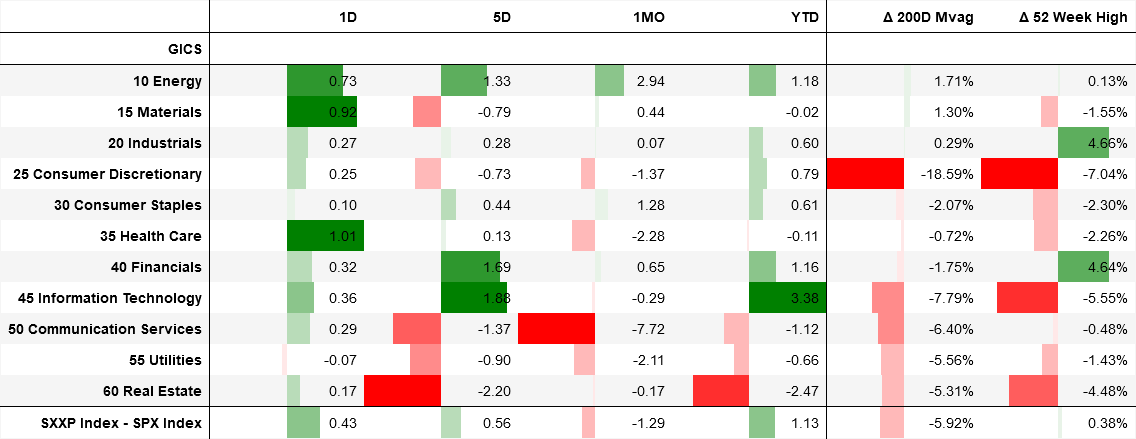 1D 5D 1MO YTD Δ 200D Mvag Δ 52 Week High
GICS
10 Energy 0.73 1.33 2.94 1.18 1.71% 0.13%
15 Materials 0.92 -0.79 0.44 -0.02 1.30% -1.55%
20 Industrials 0.27 0.28 0.07 0.60 0.29% 4.66%
25 Consumer Discretionary 0.25 -0.73 -1.37 0.79 -18.59% -7.04%
30 Consumer Staples 0.10 0.44 1.28 0.61 -2.07% -2.30%
35 Health Care 1.01 0.13 -2.28 -0.11 -0.72% -2.26%
40 Financials 0.32 1.69 0.65 1.16 -1.75% 4.64%
45 Information Technology 0.36 1.88 -0.29 3.38 -7.79% -5.55%
50 Communication Services 0.29 -1.37 -7.72 -1.12 -6.40% -0.48%
55 Utilities -0.07 -0.90 -2.11 -0.66 -5.56% -1.43%
60 Real Estate 0.17 -2.20 -0.17 -2.47 -5.31% -4.48%
SXXP Index - SPX Index 0.43 0.56 -1.29 1.13 -5.92% 0.38%